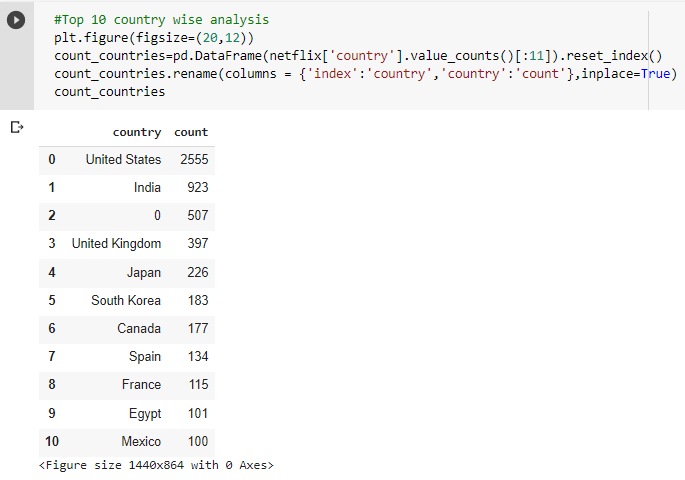 #Top 10 country wise analysis
plt.figure(figsize=(20,12))
count_countries=pd.DataFrame(netflix['country'].value_counts()[:11]).reset_index()
count_countries.rename(columns = {'index':'country','country':'count'},inplace=True)
count_countries
country count
0 United States 2555
1 India 923
2 0 507
3 United Kingdom 397
4 Japan 226
5 South Korea 183
6 Canada 177
7 Spain 134
8 France 115
9 Egypt 101
10 Mexico 100
<Figure size 1440x864 with 0 Axes>